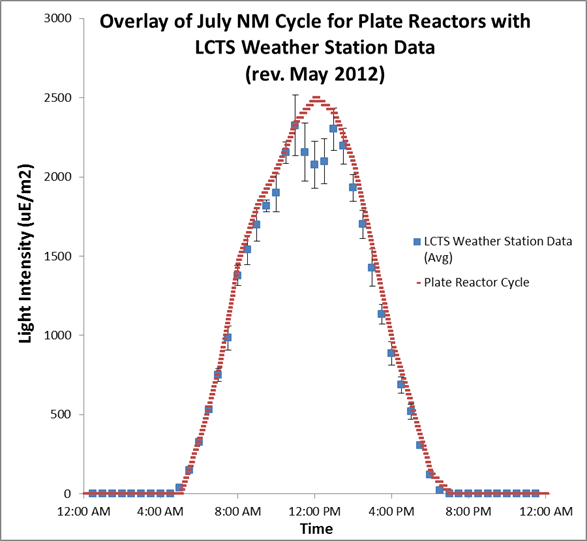 Overlay of July NM Cycle for Plate Reactors with
LCTS Weather Station Data
(rev. May 2012)
3000
2500
2000
1500
1000
500
0
Light Intensity (uE/m2)
LCTS Weather Station Data
(Avg)
Plate Reactor Cycle
12:00 AM 4:00 AM 8:00 AM 12:00 PM 4:00 PM 8:00 PM 12:00 AM
Time